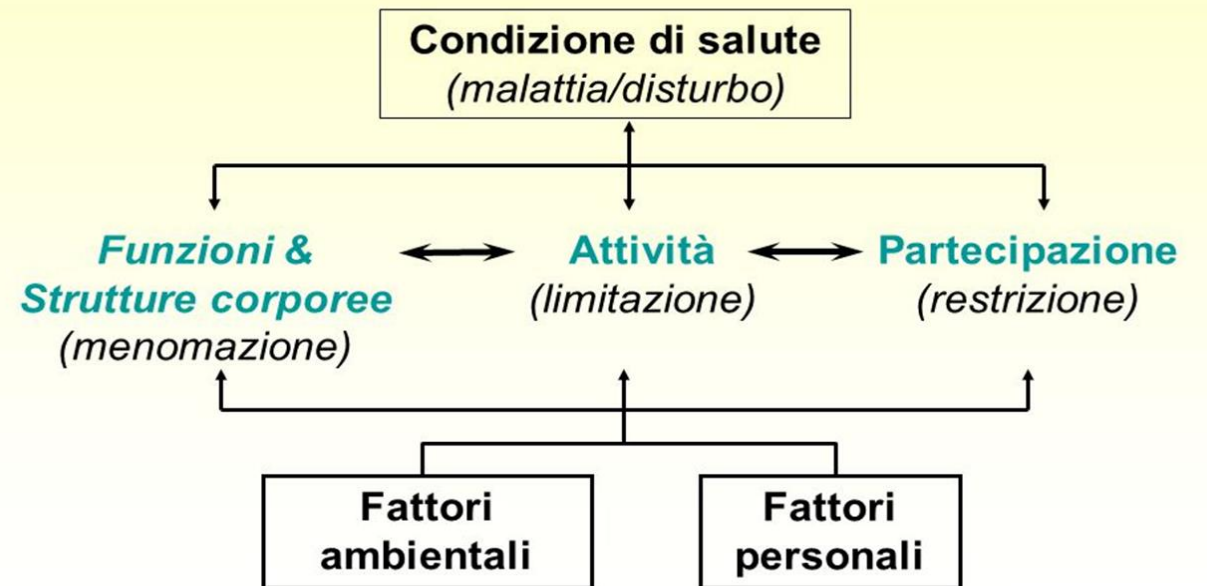 Condizione di salute
(malattia/disturbo)
Funzioni &
Strutture corporee
(menomazione)
Attività
(limitazione)
Partecipazione
(restrizione)
Fattori
ambientali
Fattori
personali